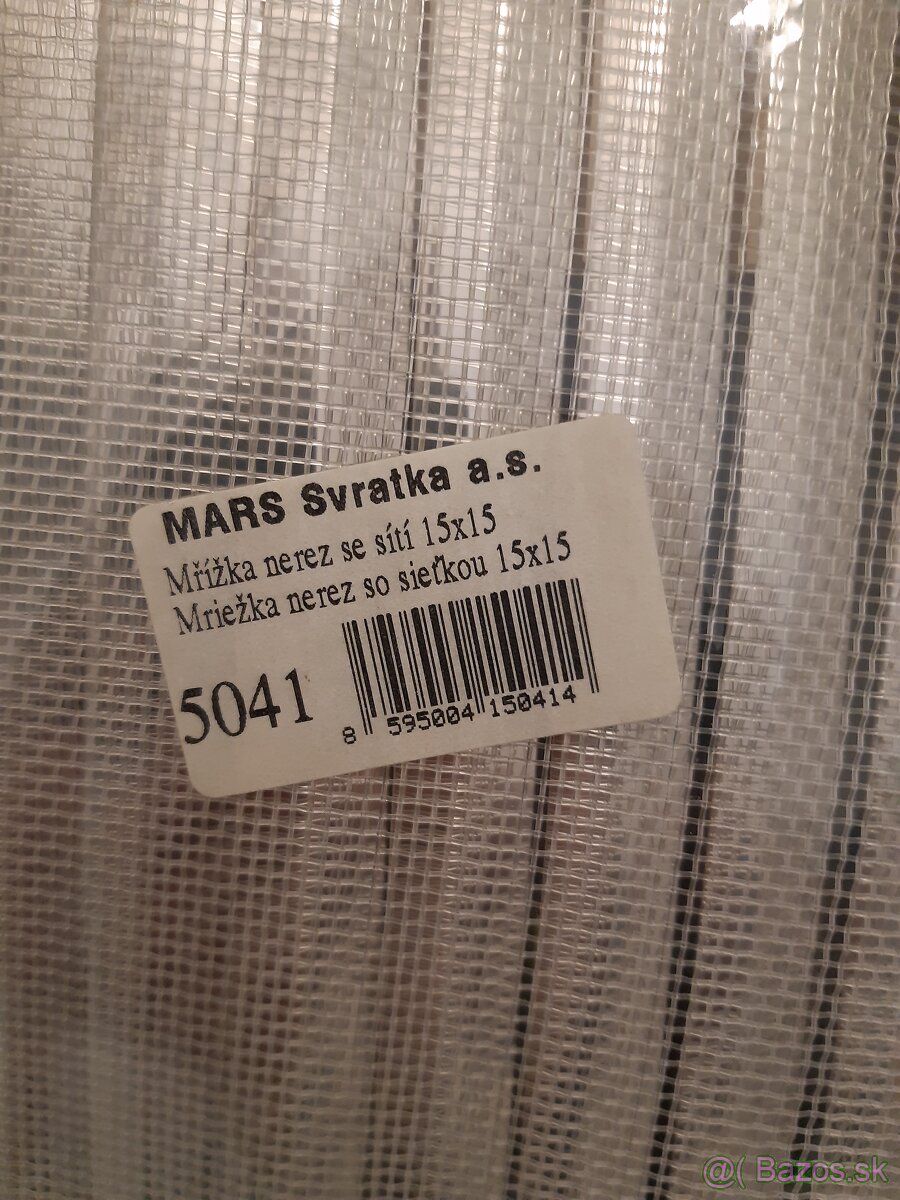 MARS Svratka a.s.
Mřížka nerez se sítí 15x15
Mriežka nerez so sieťkou 15x15
5041
8 595004 150414
@( Bazos.sk